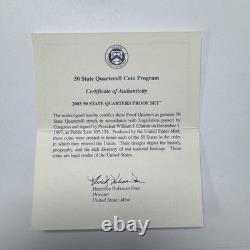 50 State Quarters® Coin Program
Certificate of Authenticity
2003 50 STATE QUARTERS PROOF SET™
The undersigned hereby certifies these Proof Quarters as genuine 50
State Quarters® struck in accordance with Legislation passed by
Congress and signed by President William J. Clinton on December 1,
1997, as Public Law 105-124. Produced by the United States Mint,
these coins were created to honor each of the 50 States in the order
in which they entered the Union. Their designs depict the history,
geography, and the rich diversity of our national heritage. These
coins are legal tender of the United States.
Henrietta Holsman Fore
Director
United States Mint
Free